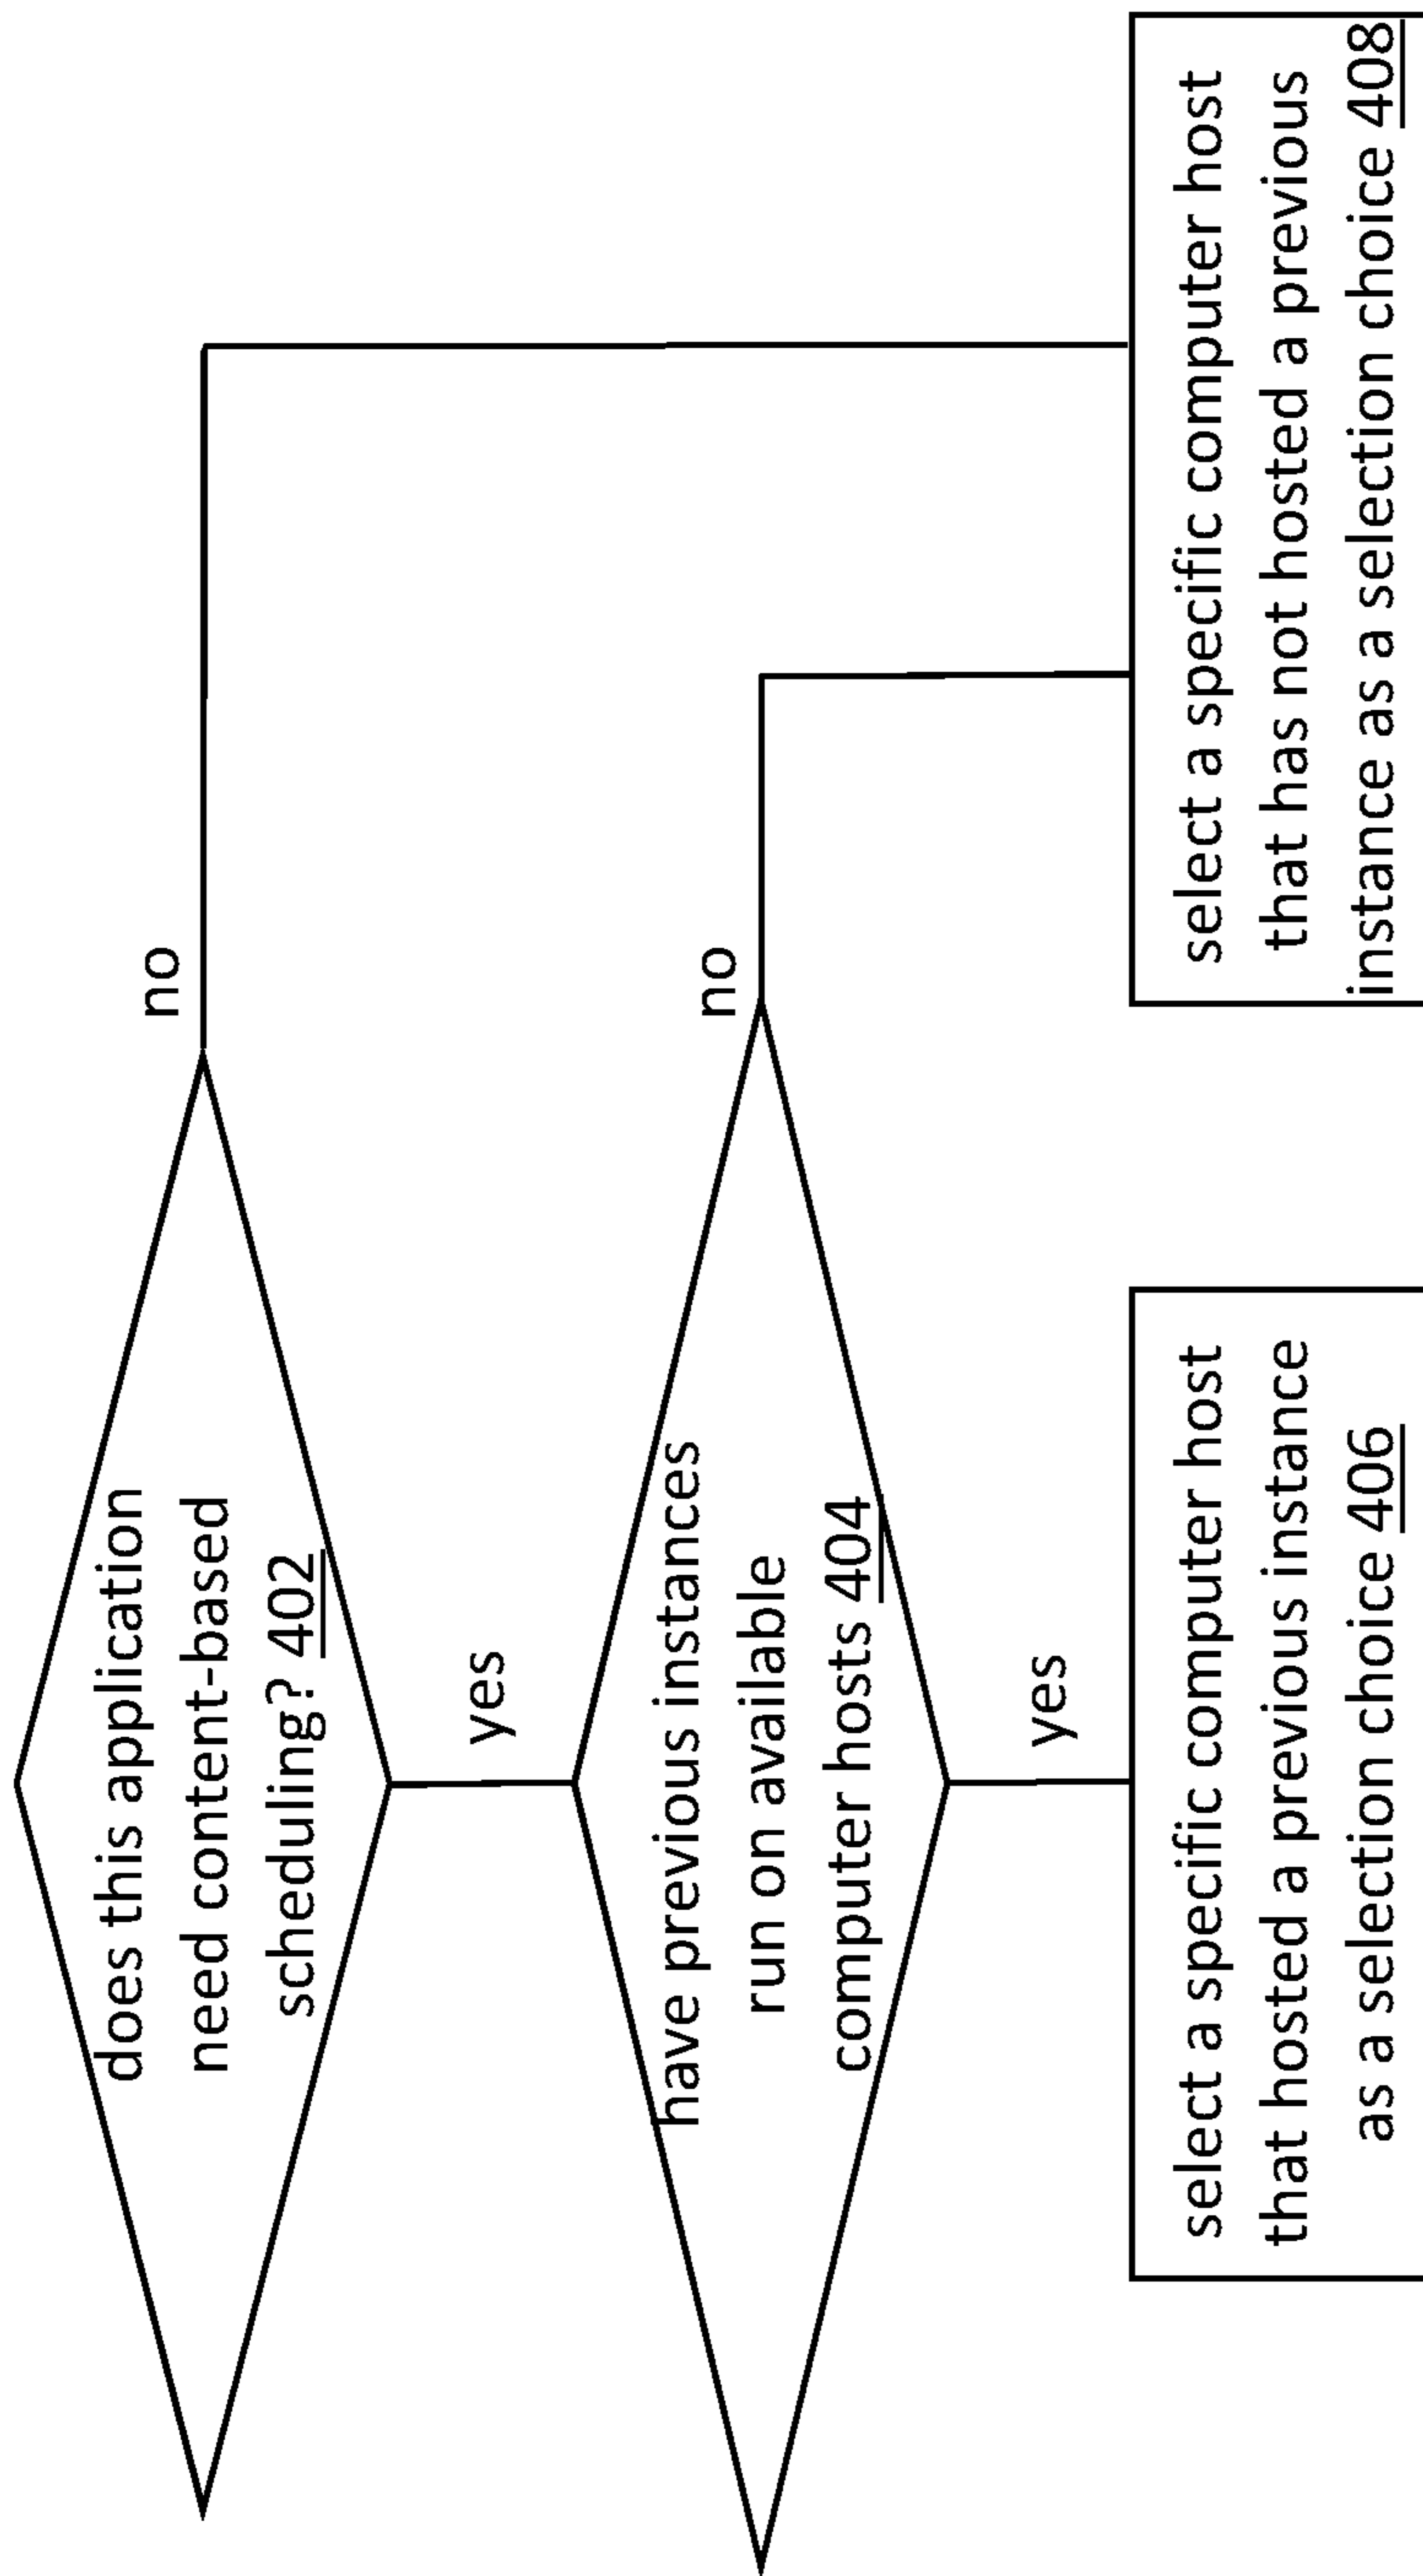 does this application
need content-based
scheduling? 402
no
yes
have previous instances
run on available
computer hosts 404
no
yes
select a specific computer host
that hosted a previous instance
as a selection choice 406
select a specific computer host
that has not hosted a previous
instance as a selection choice 408